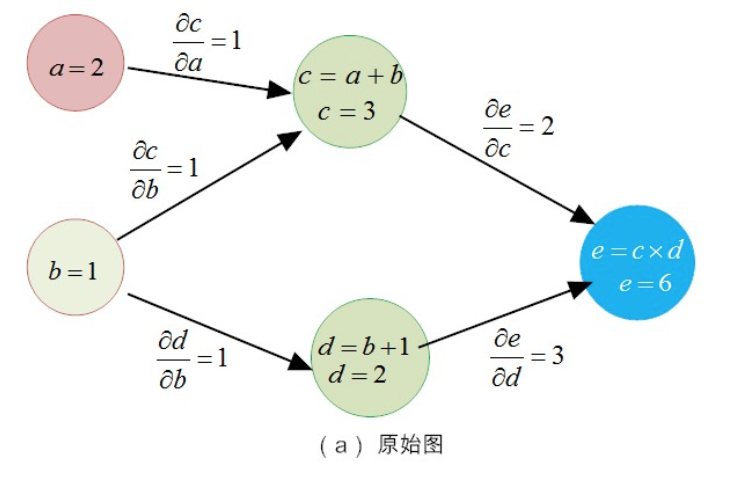 a = 2
∂c/∂a = 1
c = a + b
c = 3
∂e/∂c = 2
∂c/∂b = 1
b = 1
e = c × d
e = 6
∂d/∂b = 1
d = b + 1
d = 2
∂e/∂d = 3
(a) 原始图